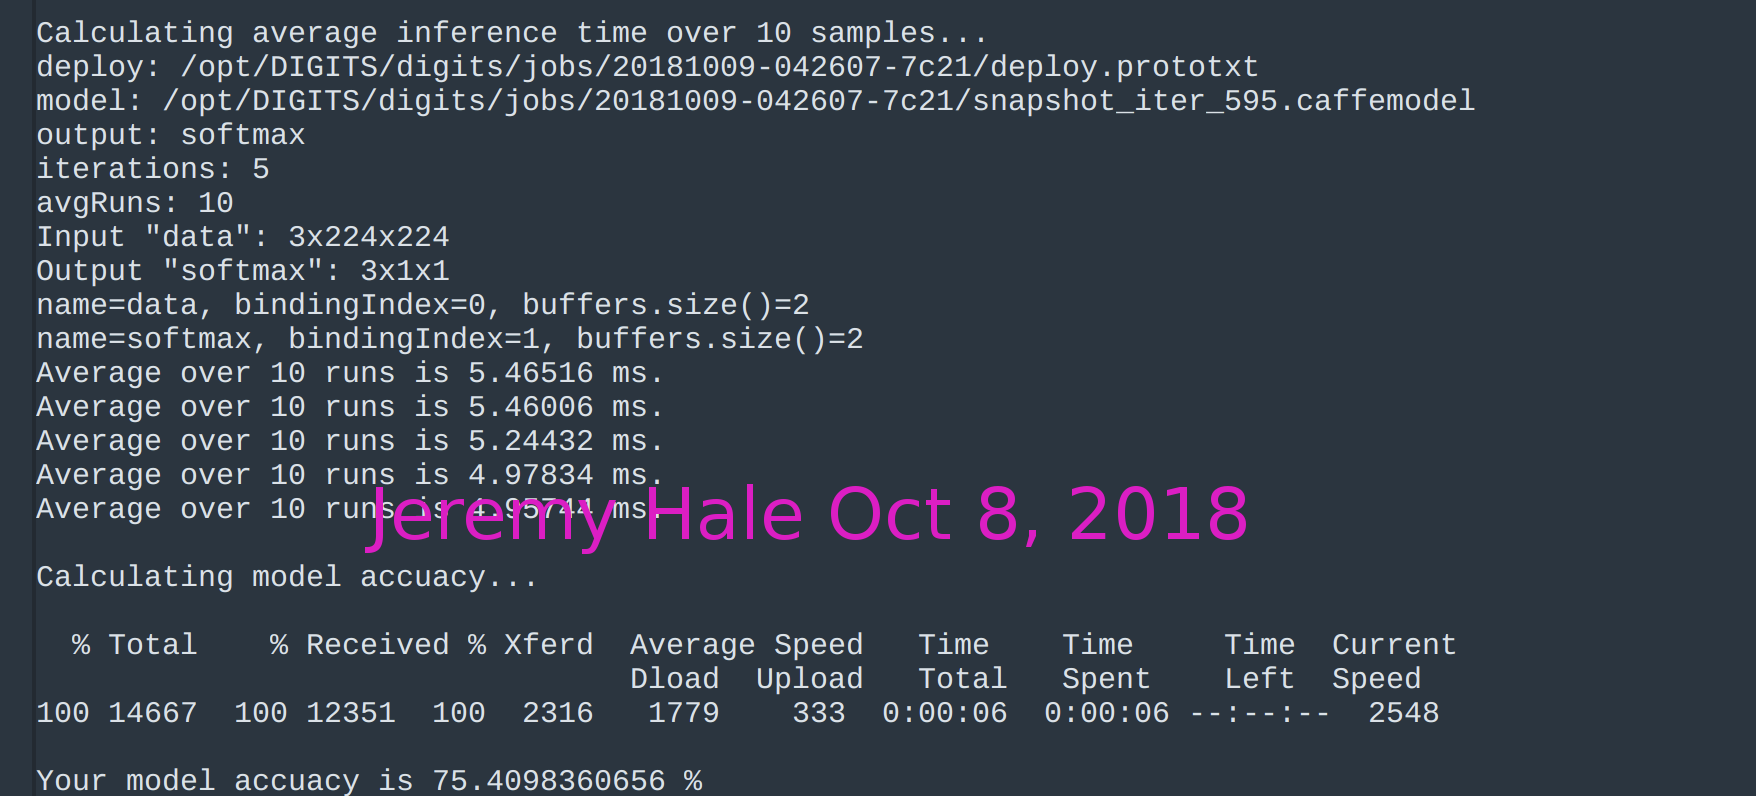 Calculating average inference time over 10 samples...
deploy: /opt/DIGITS/digits/jobs/20181009-042607-7c21/deploy.prototxt
model: /opt/DIGITS/digits/jobs/20181009-042607-7c21/snapshot_iter_595.caffemodel
output: softmax
iterations: 5
avgRuns: 10
Input "data": 3x224x224
Output "softmax": 3x1x1
name=data, bindingIndex=0, buffers.size()=2
name=softmax, bindingIndex=1, buffers.size()=2
Average over 10 runs is 5.46516 ms.
Average over 10 runs is 5.46006 ms.
Average over 10 runs is 5.24432 ms.
Average over 10 runs is 4.97834 ms.
Average over 10 runs is 4.95744 ms.
Jeremy Hale Oct 8, 2018
Calculating model accuacy...
% Total % Received % Xferd Average Speed Time Time Time Current
Dload Upload Total Spent Left Speed
100 14667 100 12351 100 2316 1779 333 0:00:06 0:00:06 --:--:-- 2548
Your model accuacy is 75.4098360656 %